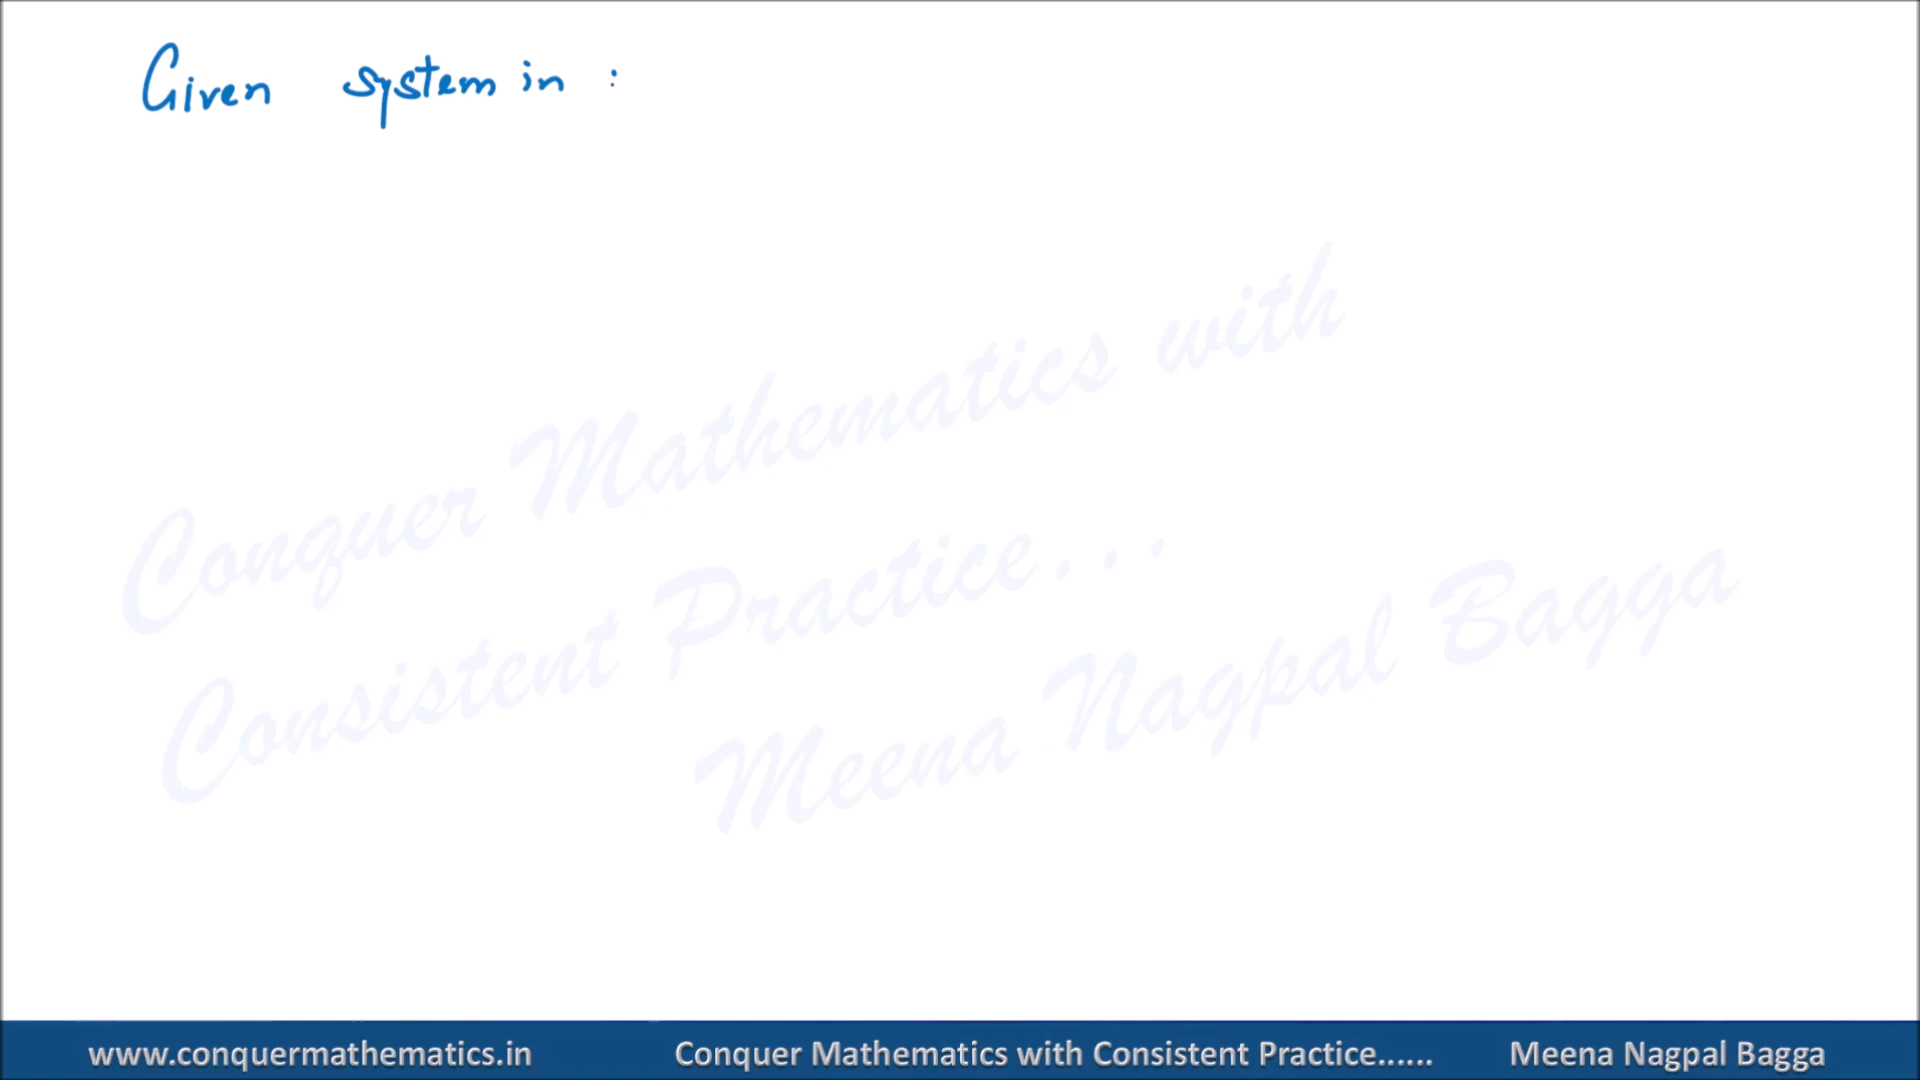 Given system in :
Conquer Mathematics with
Consistent Practice...
Meena Nagpal Bagga
www.conquermathematics.in Conquer Mathematics with Consistent Practice...... Meena Nagpal Bagga